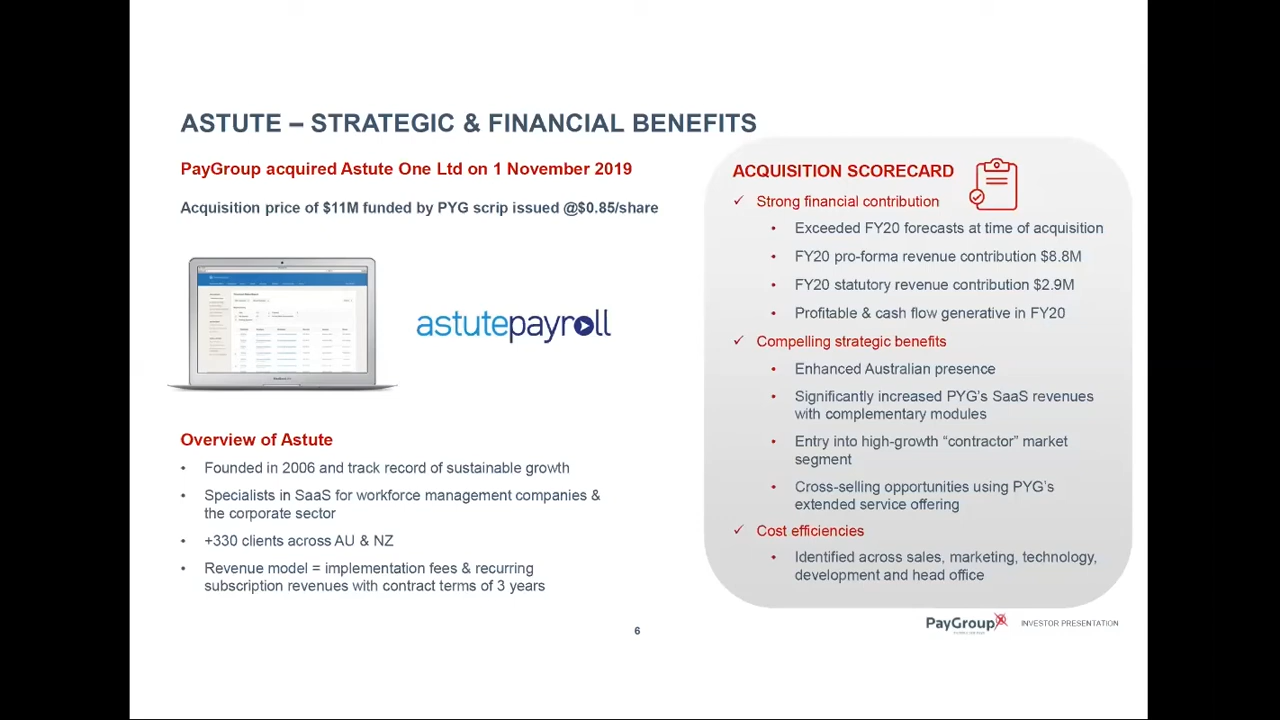 ASTUTE – STRATEGIC & FINANCIAL BENEFITS
PayGroup acquired Astute One Ltd on 1 November 2019
Acquisition price of $11M funded by PYG scrip issued @$0.85/share
astutepayroll
Overview of Astute
• Founded in 2006 and track record of sustainable growth
• Specialists in SaaS for workforce management companies &
the corporate sector
• +330 clients across AU & NZ
• Revenue model = implementation fees & recurring
subscription revenues with contract terms of 3 years
ACQUISITION SCORECARD
✓ Strong financial contribution
• Exceeded FY20 forecasts at time of acquisition
• FY20 pro-forma revenue contribution $8.8M
• FY20 statutory revenue contribution $2.9M
• Profitable & cash flow generative in FY20
✓ Compelling strategic benefits
• Enhanced Australian presence
• Significantly increased PYG's SaaS revenues
with complementary modules
• Entry into high-growth “contractor” market
segment
• Cross-selling opportunities using PYG's
extended service offering
✓ Cost efficiencies
• Identified across sales, marketing, technology,
development and head office
6
PayGroup
INVESTOR PRESENTATION